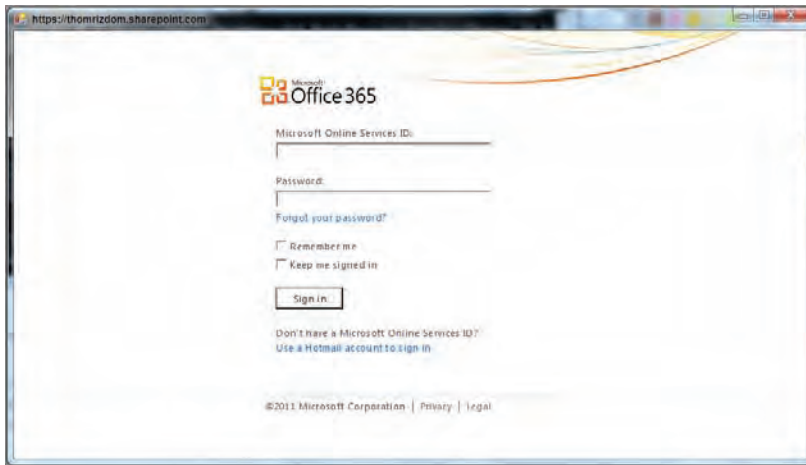 https://thomrizdom.sharepoint.com
Microsoft
Office 365
Microsoft Online Services ID:
Password:
Forgot your password?
Remember me
Keep me signed in
Sign in
Don't have a Microsoft Online Services ID?
Use a Hotmail account to sign in
©2011 Microsoft Corporation | Privacy | Legal